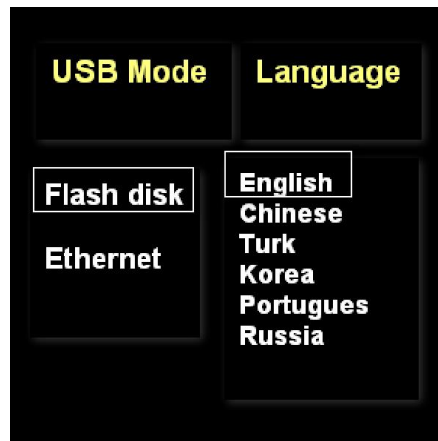 USB Mode
Language
Flash disk
Ethernet
English
Chinese
Turk
Korea
Portugues
Russia